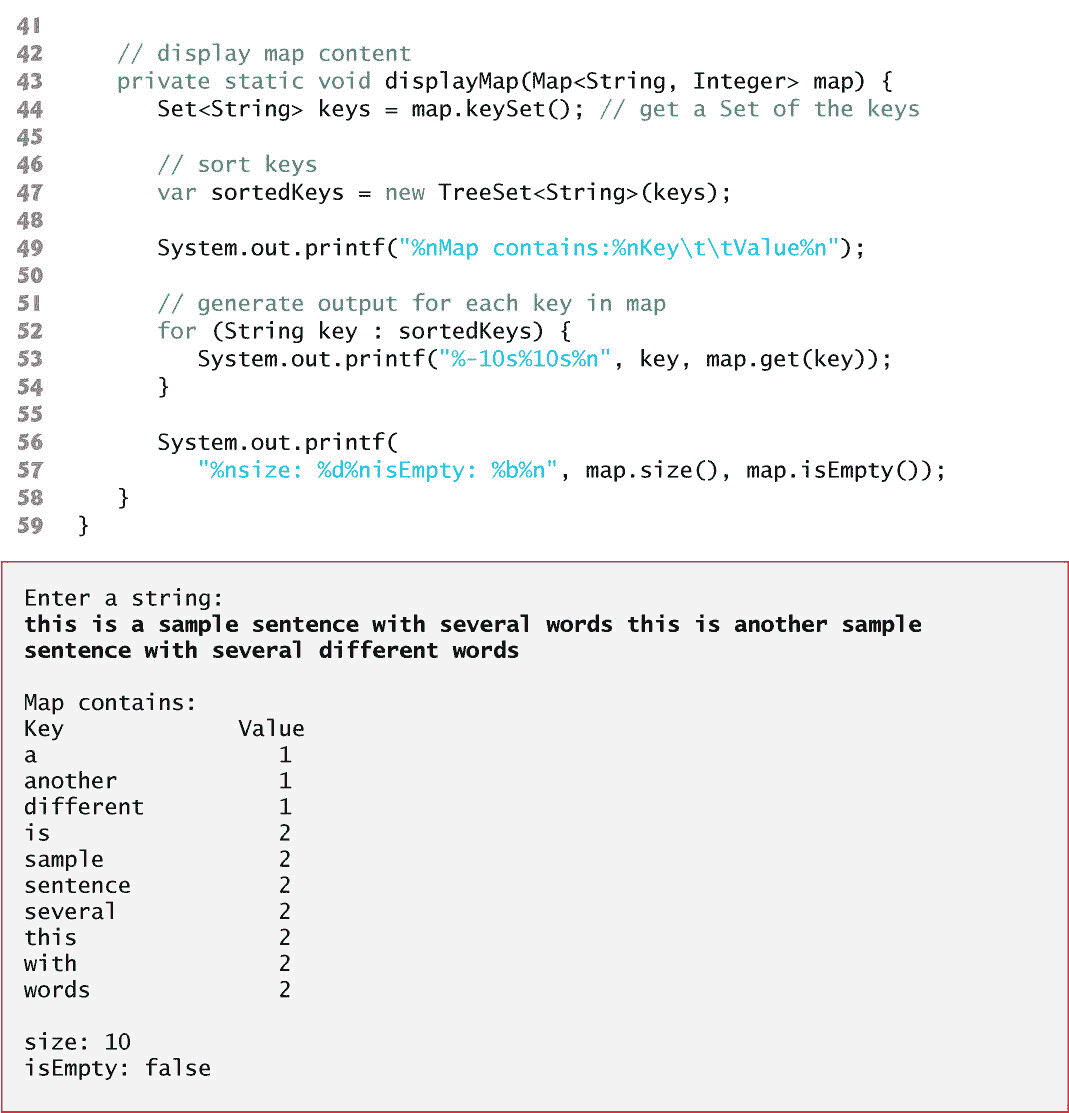 41
42 // display map content
43 private static void displayMap(Map<String, Integer> map) {
44 Set<String> keys = map.keySet(); // get a Set of the keys
45
46 // sort keys
47 var sortedKeys = new TreeSet<String>(keys);
48
49 System.out.printf("%nMap contains:%nKey\t\tValue%n");
50
51 // generate output for each key in map
52 for (String key : sortedKeys) {
53 System.out.printf("%-10s%10s%n", key, map.get(key));
54 }
55
56 System.out.printf(
57 "%nsize: %d%nisEmpty: %b%n", map.size(), map.isEmpty());
58 }
59 }
Enter a string:
this is a sample sentence with several words this is another sample
sentence with several different words
Map contains:
Key Value
a 1
another 1
different 1
is 2
sample 2
sentence 2
several 2
this 2
with 2
words 2
size: 10
isEmpty: false